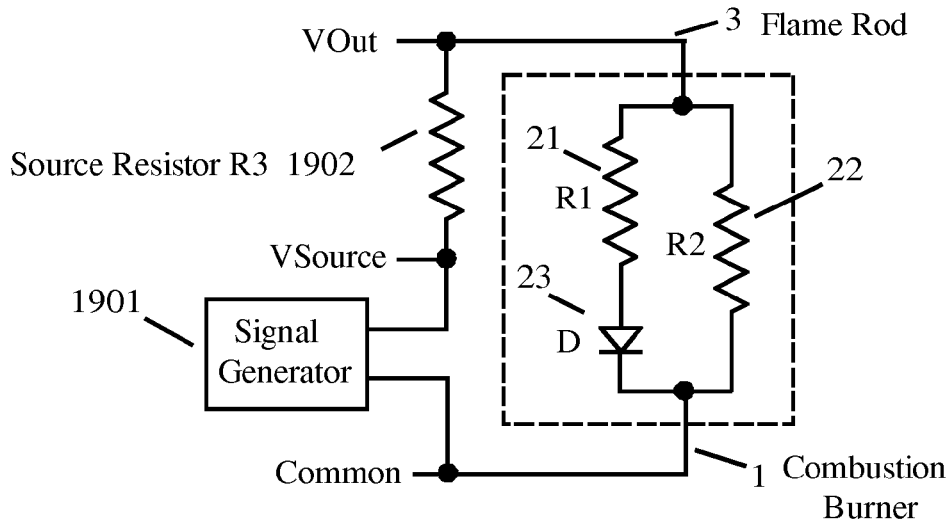 VOut
3 Flame Rod
21
Source Resistor R3 1902
22
R1
R2
VSource
23
1901
Signal
Generator
D
Common
1 Combustion
Burner